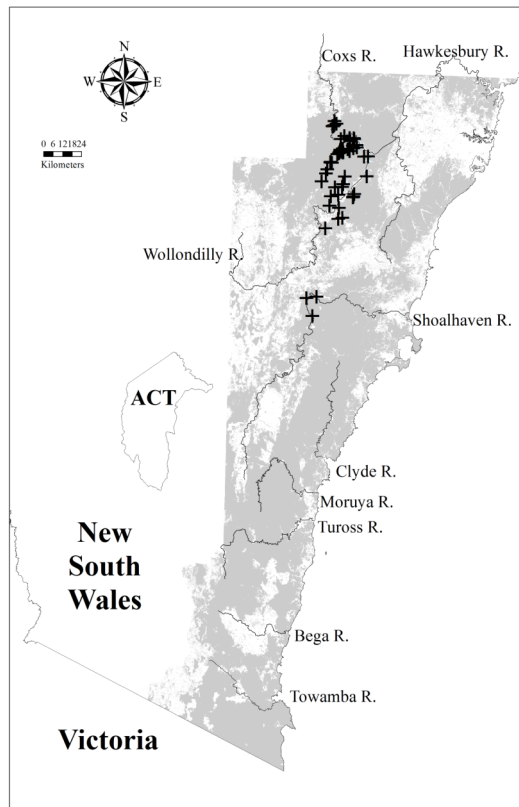 Coxs R.
Hawkesbury R.
N
W E
S
0 6 121824
Kilometers
Wollondilly R.
Shoalhaven R.
ACT
Clyde R.
Moruya R.
Tuross R.
New
South
Wales
Bega R.
Towamba R.
Victoria